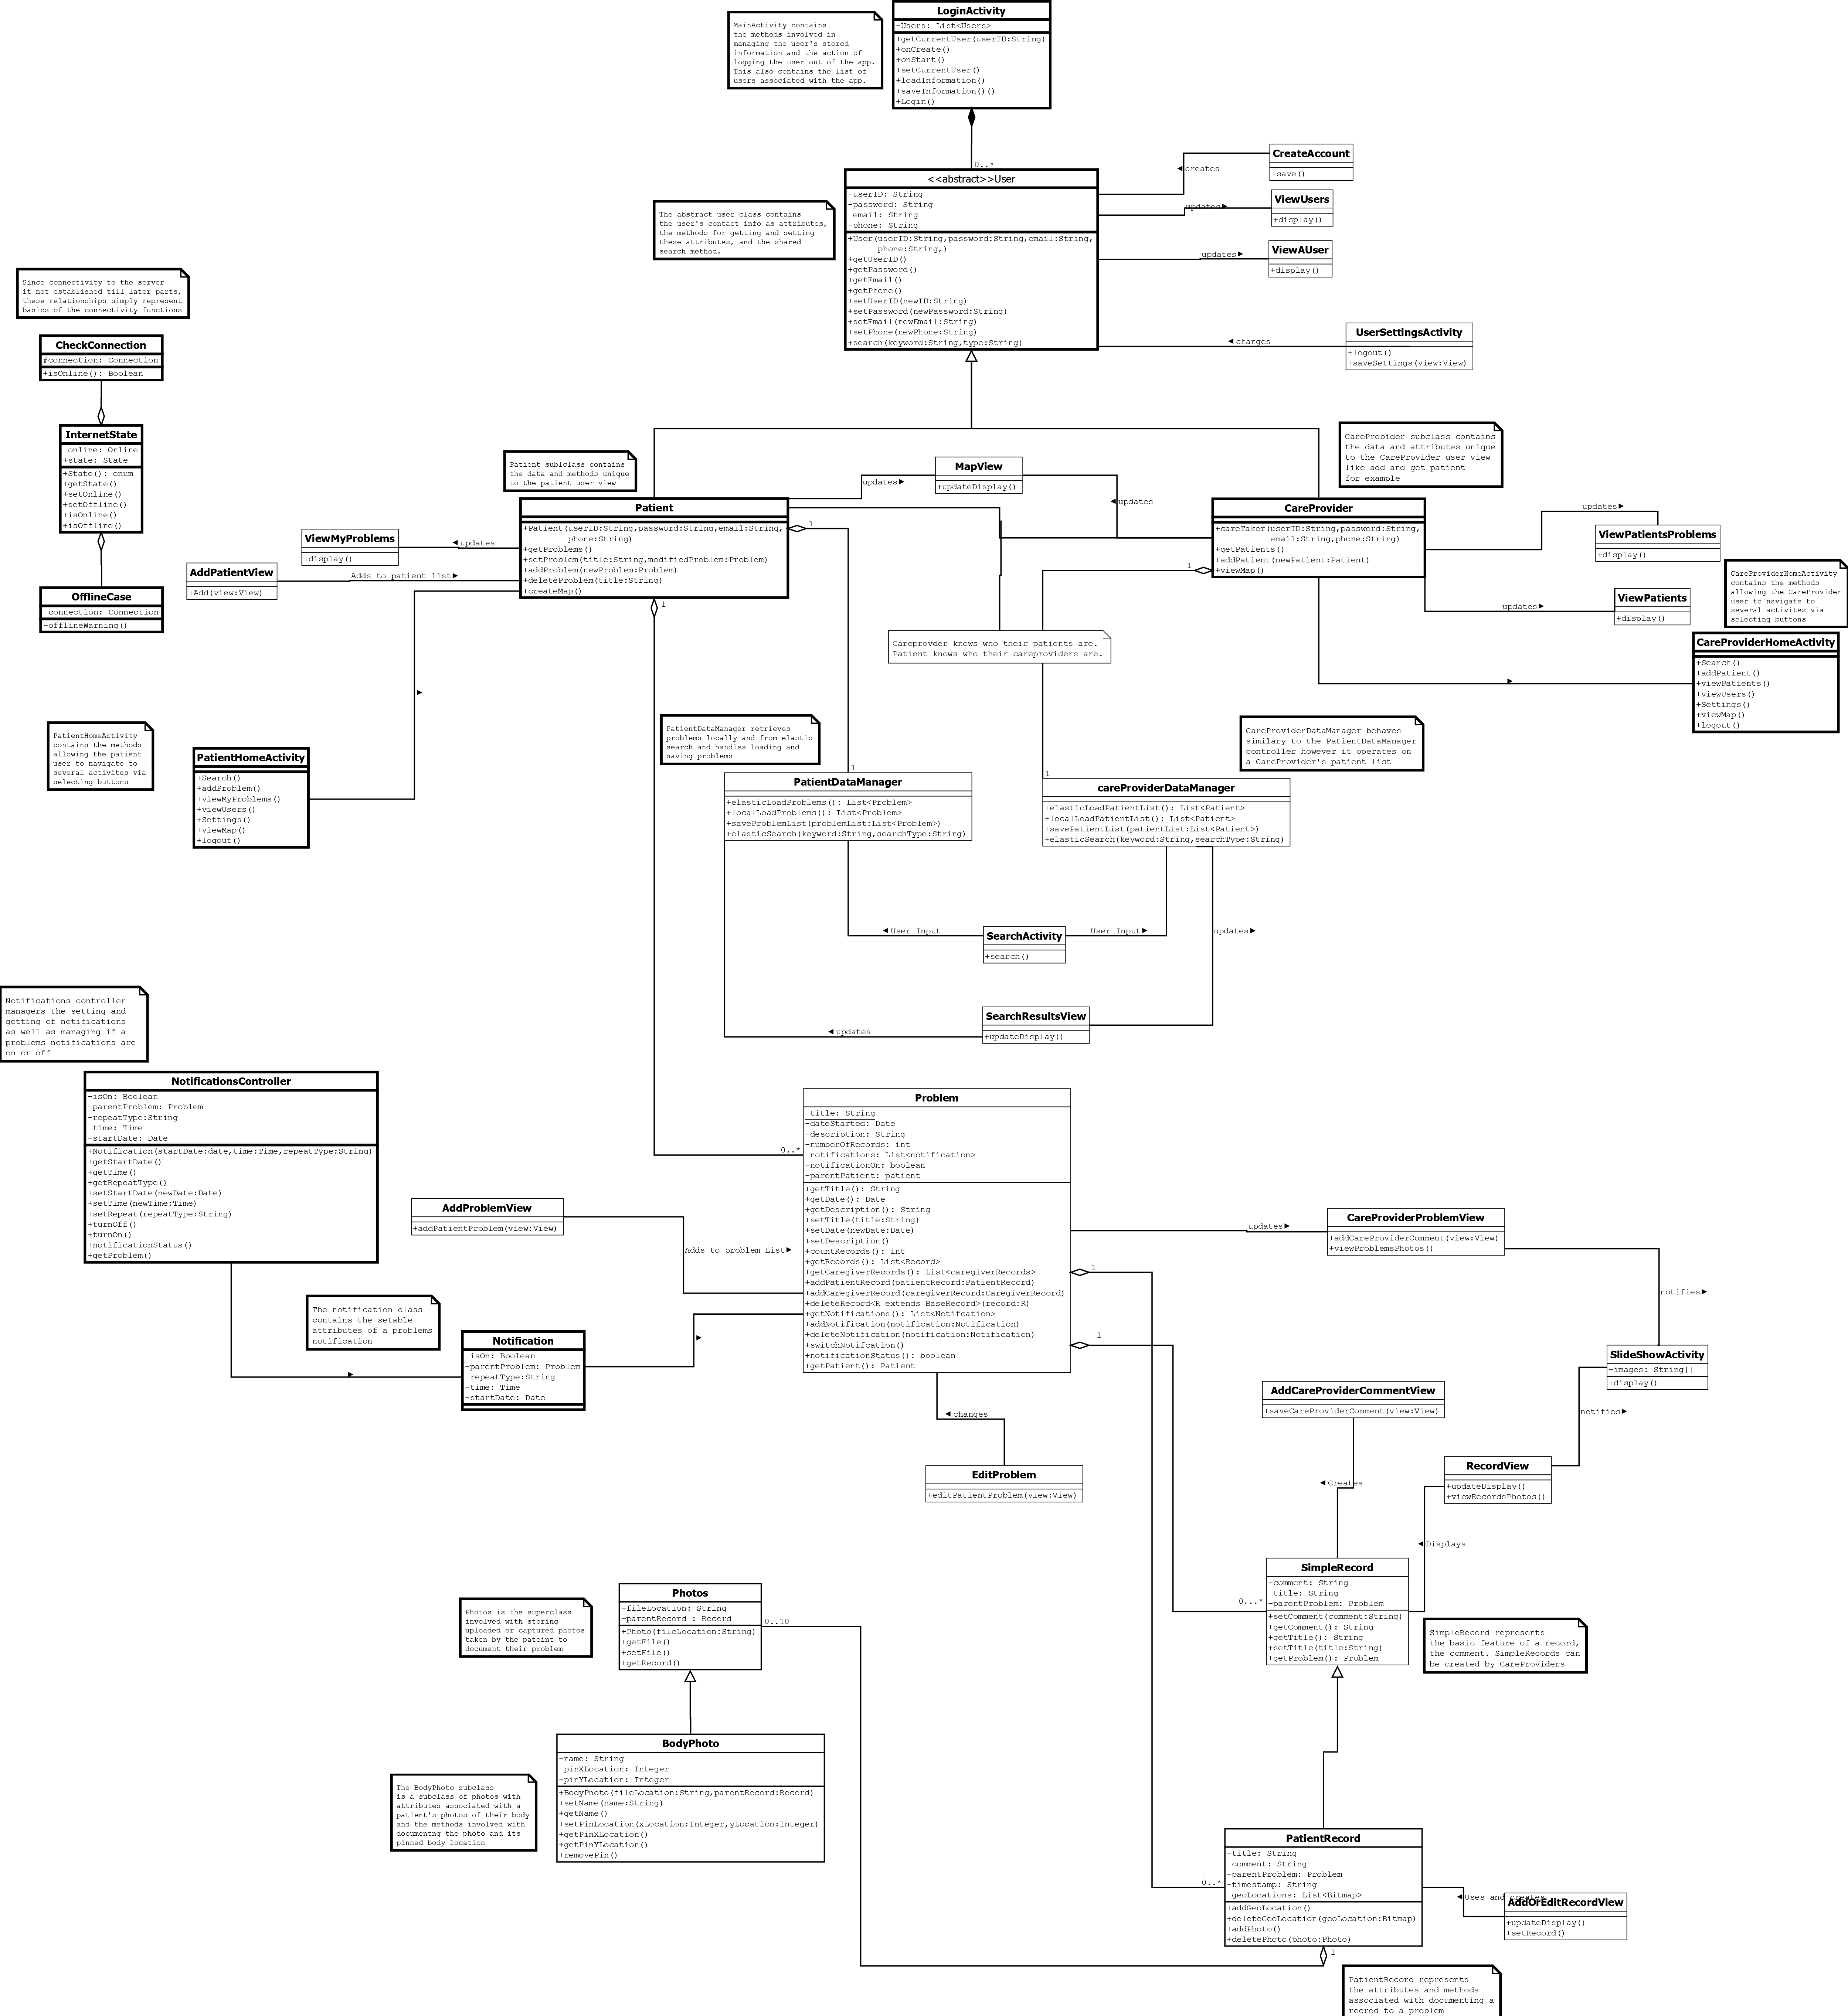 LoginActivity
-Users: List<Users>
+getCurrentUser(userID:String)
+onCreate()
+onStart()
+setCurrentUser()
+loadInformation()
+saveInformation()()
+Login()
MainActivity contains
the methods involved in
managing the user's stored
information and the action of
logging the user out of the app.
This also contains the list of
users associated with the app.
0..*
<<abstract>>User
-userID: String
-password: String
-email: String
-phone: String
+User(userID:String,password:String,email:String,
phone:String,)
+getUserID()
+getPassword()
+getEmail()
+getPhone()
+setUserID(newID:String)
+setPassword(newPassword:String)
+setEmail(newEmail:String)
+setPhone(newPhone:String)
+search(keyword:String,type:String)
The abstract user class contains
the user's contact info as attributes,
the methods for getting and setting
these attributes, and the shared
search method.
creates
CreateAccount
+save()
updates
ViewUsers
+display()
updates
ViewAUser
+display()
changes
UserSettingsActivity
+logout()
+saveSettings(view:View)
Since connectivity to the server
it not established till later parts,
these relationships simply represent
basics of the connectivity functions
CheckConnection
#connection: Connection
+isOnline(): Boolean
InternetState
-online: Online
+state: State
+State(): enum
+getState()
+setOnline()
+setOffline()
+isOnline()
+isOffline()
OfflineCase
-connection: Connection
-offlineWarning()
Patient sublclass contains
the data and methods unique
to the patient user view
CareProbider subclass contains
the data and attributes unique
to the CareProvider user view
like add and get patient
for example
MapView
+updateDisplay()
updates
updates
Patient
+Patient(userID:String,password:String,email:String,
phone:String)
+getProblems()
+setProblem(title:String,modifiedProblem:Problem)
+addProblem(newProblem:Problem)
+deleteProblem(title:String)
+createMap()
1
1
CareProvider
+careTaker(userID:String,password:String,
email:String,phone:String)
+getPatients()
+addPatient(newPatient:Patient)
+viewMap()
1
ViewMyProblems
+display()
updates
AddPatientView
+Add(view:View)
Adds to patient list
updates
ViewPatientsProblems
+display()
updates
ViewPatients
+display()
CareProviderHomeActivity
contains the methods
allowing the CareProvider
user to navigate to
several activites via
selecting buttons
CareProviderHomeActivity
+Search()
+addPatient()
+viewPatients()
+viewUsers()
+Settings()
+viewMap()
+logout()
Careprovder knows who their patients are.
Patient knows who their careproviders are.
PatientHomeActivity
contains the methods
allowing the patient
user to navigate to
several activites via
selecting buttons
PatientHomeActivity
+Search()
+addProblem()
+viewMyProblems()
+viewUsers()
+Settings()
+viewMap()
+logout()
PatientDataManager retrieves
problems locally and from elastic
search and handles loading and
saving problems
CareProviderDataManager behaves
similary to the PatientDataManager
controller however it operates on
a CareProvider's patient list
1
PatientDataManager
+elasticLoadProblems(): List<Problem>
+localLoadProblems(): List<Problem>
+saveProblemList(problemList:List<Problem>)
+elasticSearch(keyword:String,searchType:String)
1
careProviderDataManager
+elasticLoadPatientList(): List<Patient>
+localLoadPatientList(): List<Patient>
+savePatientList(patientList:List<Patient>)
+elasticSearch(keyword:String,searchType:String)
User Input
SearchActivity
+search()
User Input
updates
SearchResultsView
+updateDisplay()
updates
Notifications controller
managers the setting and
getting of notifications
as well as managing if a
problems notifications are
on or off
NotificationsController
-isOn: Boolean
-parentProblem: Problem
-repeatType:String
-time: Time
-startDate: Date
+Notification(startDate:date,time:Time,repeatType:String)
+getStartDate()
+getTime()
+getRepeatType()
+setStartDate(newDate:Date)
+setTime(newTime:Time)
+setRepeat(repeatType:String)
+turnOff()
+turnOn()
+notificationStatus()
+getProblem()
0..*
Problem
-title: String
-dateStarted: Date
-description: String
-numberOfRecords: int
-notifications: List<notification>
-notificationOn: boolean
-parentPatient: patient
+getTitle(): String
+getDate(): Date
+getDescription(): String
+setTitle(title:String)
+setDate(newDate:Date)
+setDescription()
+countRecords(): int
+getRecords(): List<Record>
+getCaregiverRecords(): List<caregiverRecords>
+addPatientRecord(patientRecord:PatientRecord)
+addCaregiverRecord(caregiverRecord:CaregiverRecord)
+deleteRecord<R extends BaseRecord>(record:R)
+getNotifications(): List<Notifcation>
+addNotification(notification:Notification)
+deleteNotification(notification:Notification)
+switchNotifcation()
+notificationStatus(): boolean
+getPatient(): Patient
1
1
AddProblemView
+addPatientProblem(view:View)
Adds to problem List
updates
CareProviderProblemView
+addCareProviderComment(view:View)
+viewProblemsPhotos()
notifies
The notification class
contains the setable
attributes of a problems
notification
Notification
-isOn: Boolean
-parentProblem: Problem
-repeatType:String
-time: Time
-startDate: Date
SlideShowActivity
-images: String[]
+display()
notifies
AddCareProviderCommentView
+saveCareProviderComment(view:View)
changes
EditProblem
+editPatientProblem(view:View)
Creates
RecordView
+updateDisplay()
+viewRecordsPhotos()
Displays
SimpleRecord
-comment: String
-title: String
-parentProblem: Problem
+setComment(comment:String)
+getComment(): String
+getTitle(): String
+setTitle(title:String)
+getProblem(): Problem
0...*
SimpleRecord represents
the basic feature of a record,
the comment. SimpleRecords can
be created by CareProviders
Photos is the superclass
involved with storing
uploaded or captured photos
taken by the pateint to
document their problem
Photos
-fileLocation: String
-parentRecord : Record
+Photo(fileLocation:String)
+getFile()
+setFile()
+getRecord()
0..10
BodyPhoto
-name: String
-pinXLocation: Integer
-pinYLocation: Integer
+BodyPhoto(fileLocation:String,parentRecord:Record)
+setName(name:String)
+getName()
+setPinLocation(xLocation:Integer,yLocation:Integer)
+getPinXLocation()
+getPinYLocation()
+removePin()
The BodyPhoto subclass
is a subclass of photos with
attributes associated with a
patient's photos of their body
and the methods involved with
documentng the photo and its
pinned body location
0..*
PatientRecord
-title: String
-comment: String
-parentProblem: Problem
-timestamp: String
-geoLocations: List<Bitmap>
+addGeoLocation()
+deleteGeoLocation(geoLocation:Bitmap)
+addPhoto()
+deletePhoto(photo:Photo)
1
Uses and creates
AddOrEditRecordView
+updateDisplay()
+setRecord()
PatientRecord represents
the attributes and methods
associated with documenting a
recrod to a problem